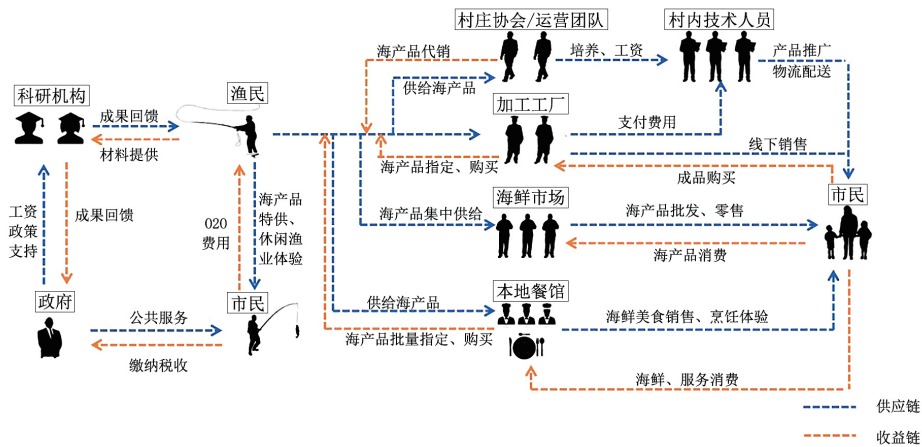 村庄协会/运营团队
村内技术人员
海产品代销
培养、工资
产品推广
物流配送
供给海产品
科研机构
渔民
成果回馈
材料提供
加工工厂
支付费用
线下销售
海产品指定、购买
成品购买
市民
工资
政策
支持
成果回馈
O20
费用
海产品
特供、
休闲渔
业体验
海鲜市场
海产品集中供给
海产品批发、零售
海产品消费
政府
市民
公共服务
缴纳税收
本地餐馆
供给海产品
海产品批量指定、购买
海鲜美食销售、烹饪体验
海鲜、服务消费
供应链
收益链